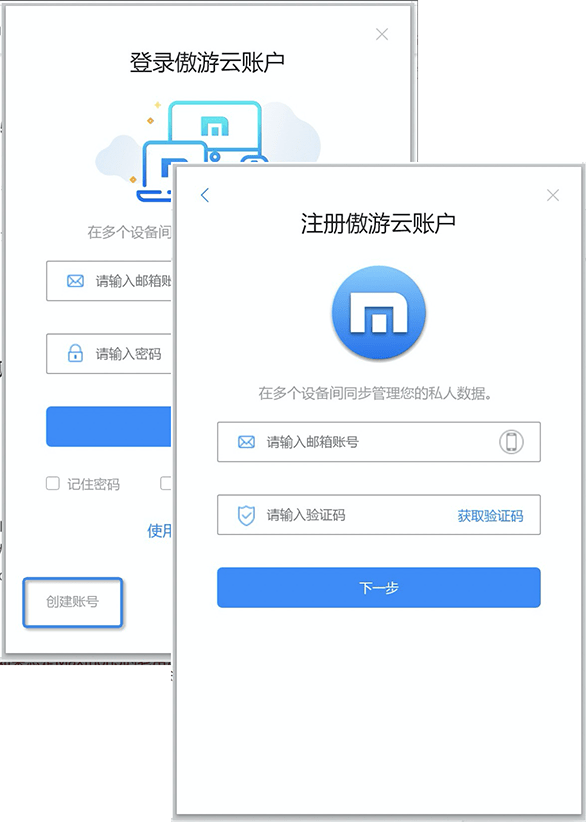 登录傲游云账户
在多个设备间
请输入邮箱账
请输入密码
记住密码
使用
创建账号
注册傲游云账户
在多个设备间同步管理您的私人数据。
请输入邮箱账号
请输入验证码
获取验证码
下一步